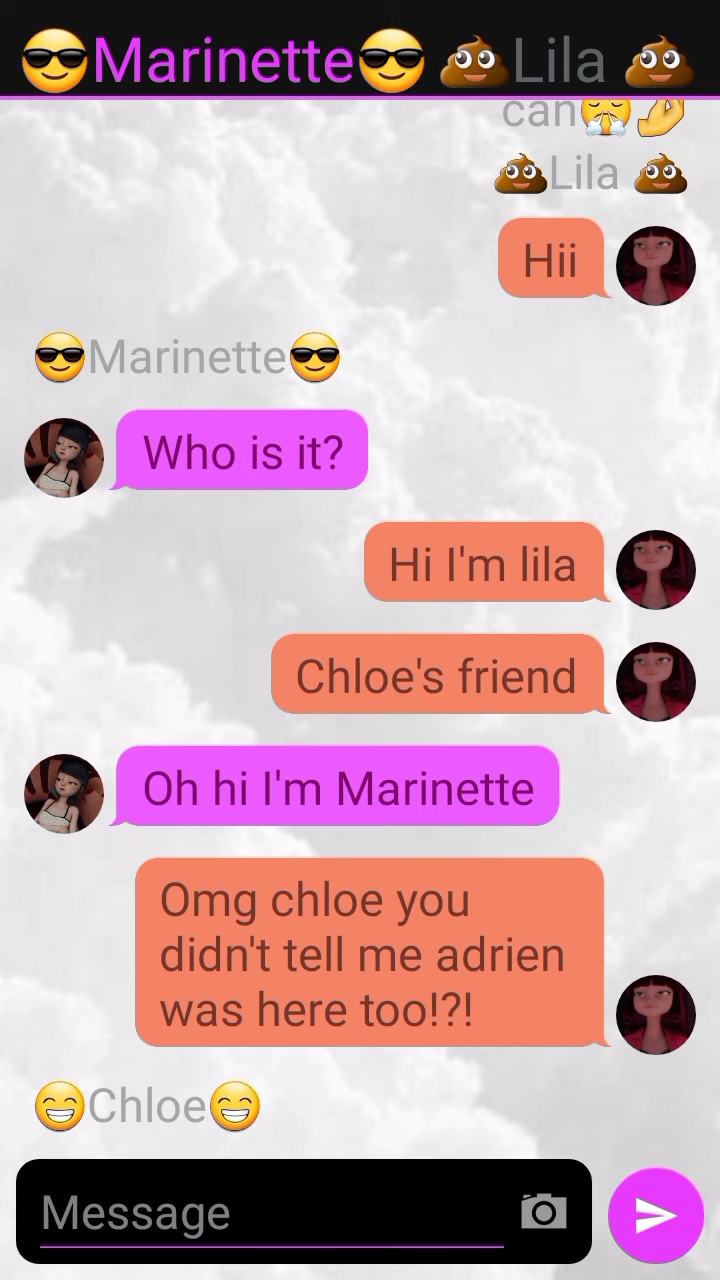 😎Marinette😎 💩Lila 💩
can😤🤌
💩Lila 💩
Hii
😎Marinette😎
Who is it?
Hi I'm lila
Chloe's friend
Oh hi I'm Marinette
Omg chloe you
didn't tell me adrien
was here too!?!
😁Chloe😁
Message